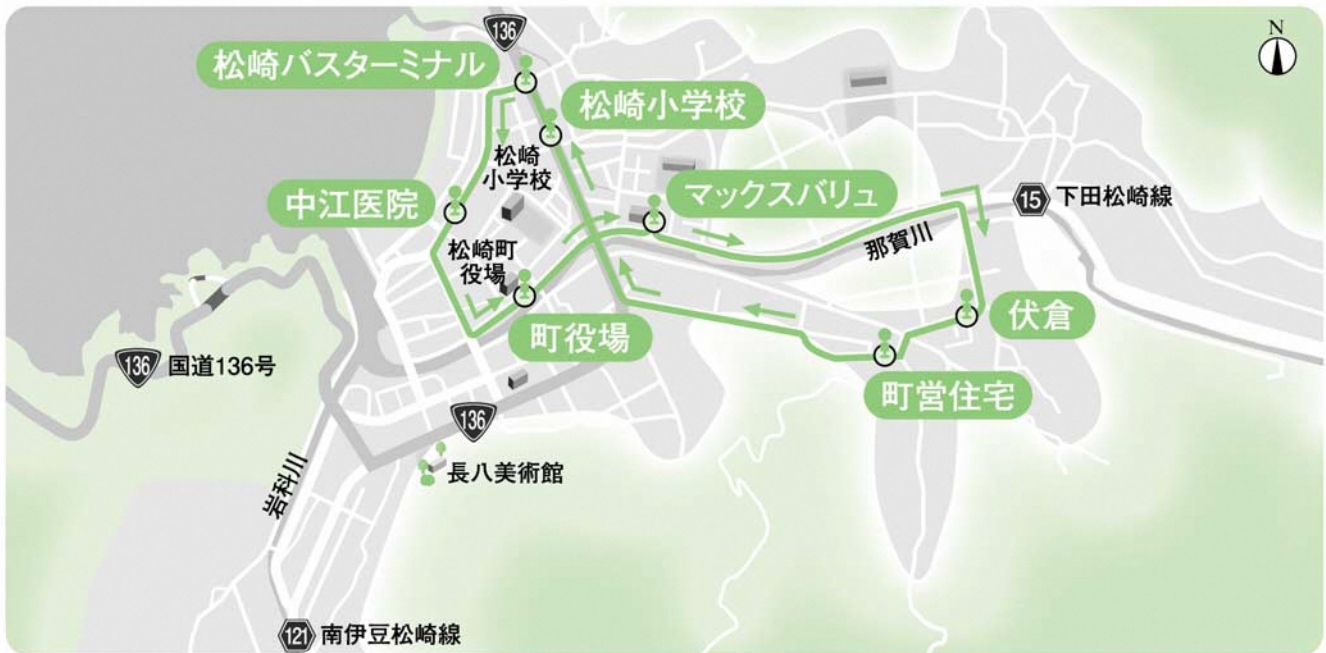 136
N
松崎バスターミナル
松崎小学校
松崎
小学校
マックスバリュ
15 下田松崎線
中江医院
那賀川
松崎町
役場
伏倉
町役場
136 国道136号
町営住宅
136
長八美術館
岩科川
121 南伊豆松崎線